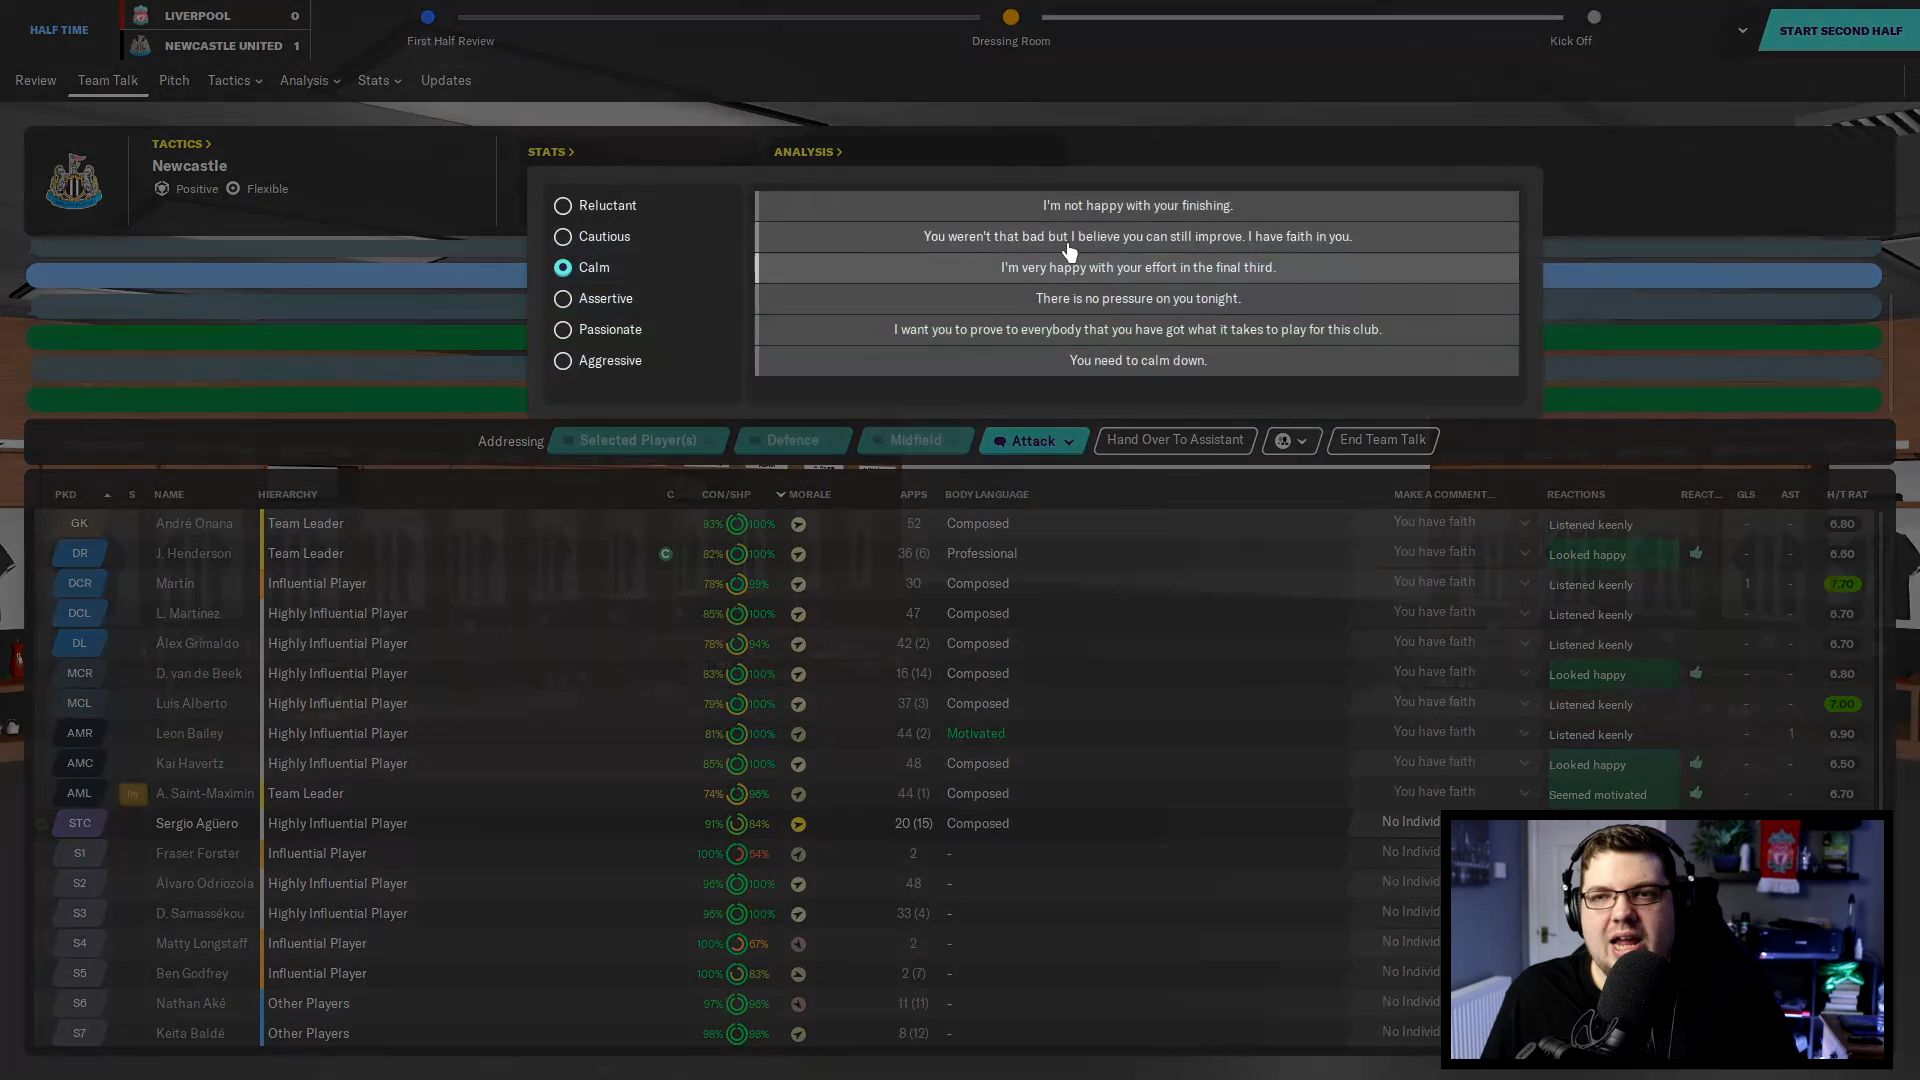 HALF TIME
LIVERPOOL 0
NEWCASTLE UNITED 1
First Half Review
Dressing Room
Kick Off
START SECOND HALF
Review Team Talk Pitch Tactics Analysis Stats Updates
TACTICS >
Newcastle
Positive Flexible
STATS >
ANALYSIS >
Reluctant
Cautious
Calm
Assertive
Passionate
Aggressive
I'm not happy with your finishing.
You weren't that bad but I believe you can still improve. I have faith in you.
I'm very happy with your effort in the final third.
There is no pressure on you tonight.
I want you to prove to everybody that you have got what it takes to play for this club.
You need to calm down.
Addressing Selected Player(s) Defence Midfield Attack Hand Over To Assistant End Team Talk
PKD S NAME HIERARCHY C CON/SHP MORALE APPS BODY LANGUAGE MAKE A COMMENT... REACTIONS REACT... GLS AST H/T RAT
GK André Onana Team Leader 93% 100% 52 Composed You have faith Listened keenly - - 6.80
DR J. Henderson Team Leader C 82% 100% 36 (6) Professional You have faith Looked happy - - 6.60
DCR Martín Influential Player 78% 99% 30 Composed You have faith Listened keenly 1 - 7.70
DCL L. Martínez Highly Influential Player 85% 100% 47 Composed You have faith Listened keenly - - 6.70
DL Álex Grimaldo Highly Influential Player 78% 94% 42 (2) Composed You have faith Listened keenly - - 6.70
MCR D. van de Beek Highly Influential Player 83% 100% 16 (14) Composed You have faith Looked happy - - 6.80
MCL Luis Alberto Highly Influential Player 79% 100% 37 (3) Composed You have faith Listened keenly - - 7.00
AMR Leon Bailey Highly Influential Player 81% 100% 44 (2) Motivated You have faith Listened keenly - 1 6.90
AMC Kai Havertz Highly Influential Player 85% 100% 48 Composed You have faith Looked happy - - 6.50
AML Inj A. Saint-Maximin Team Leader 74% 96% 44 (1) Composed You have faith Seemed motivated - - 6.70
STC Sergio Agüero Highly Influential Player 91% 84% 20 (15) Composed No Individ
S1 Fraser Forster Influential Player 100% 54% 2 - No Individ
S2 Álvaro Odriozola Highly Influential Player 96% 100% 48 - No Individ
S3 D. Samassékou Highly Influential Player 96% 100% 33 (4) - No Individ
S4 Matty Longstaff Influential Player 100% 67% 2 - No Individ
S5 Ben Godfrey Influential Player 100% 83% 2 (7) - No Individ
S6 Nathan Aké Other Players 97% 96% 11 (11) - No Individ
S7 Keita Baldé Other Players 98% 98% 8 (12) - No Individ